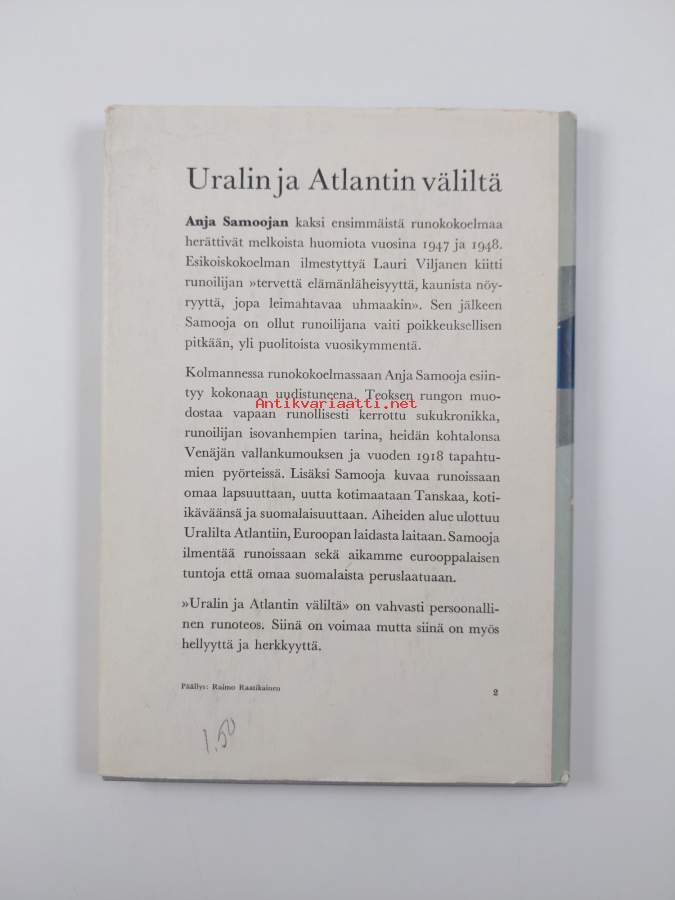 Uralin ja Atlantin väliltä
Anja Samoojan kaksi ensimmäistä runokokoelmaa
herättivät melkoista huomiota vuosina 1947 ja 1948.
Esikoiskokoelman ilmestyttyä Lauri Viljanen kiitti
runoilijan »tervettä elämänläheisyyttä, kaunista nöy-
ryyttä, jopa leimahtavaa uhmaakin». Sen jälkeen
Samooja on ollut runoilijana vaiti poikkeuksellisen
pitkään, yli puolitoista vuosikymmentä.
Kolmannessa runokokoelmassaan Anja Samooja esiin-
tyy kokonaan uudistuneena. Teoksen rungon muo-
Antikvariaatti.net
dostaa vapaan runollisesti kerrottu sukukronikka,
runoilijan isovanhempien tarina, heidän kohtalonsa
Venäjän vallankumouksen ja vuoden 1918 tapahtu-
mien pyörteissä. Lisäksi Samooja kuvaa runoissaan
omaa lapsuuttaan, uutta kotimaataan Tanskaa, koti-
ikäväänsä ja suomalaisuuttaan. Aiheiden alue ulottuu
Uralilta Atlantiin, Euroopan laidasta laitaan. Samooja
ilmentää runoissaan sekä aikamme eurooppalaisen
tuntoja että omaa suomalaista peruslaatuaan.
»Uralin ja Atlantin väliltä» on vahvasti persoonalli-
nen runoteos. Siinä on voimaa mutta siinä on myös
hellyyttä ja herkkyyttä.
Päällys: Raimo Raatikainen 2
1.50